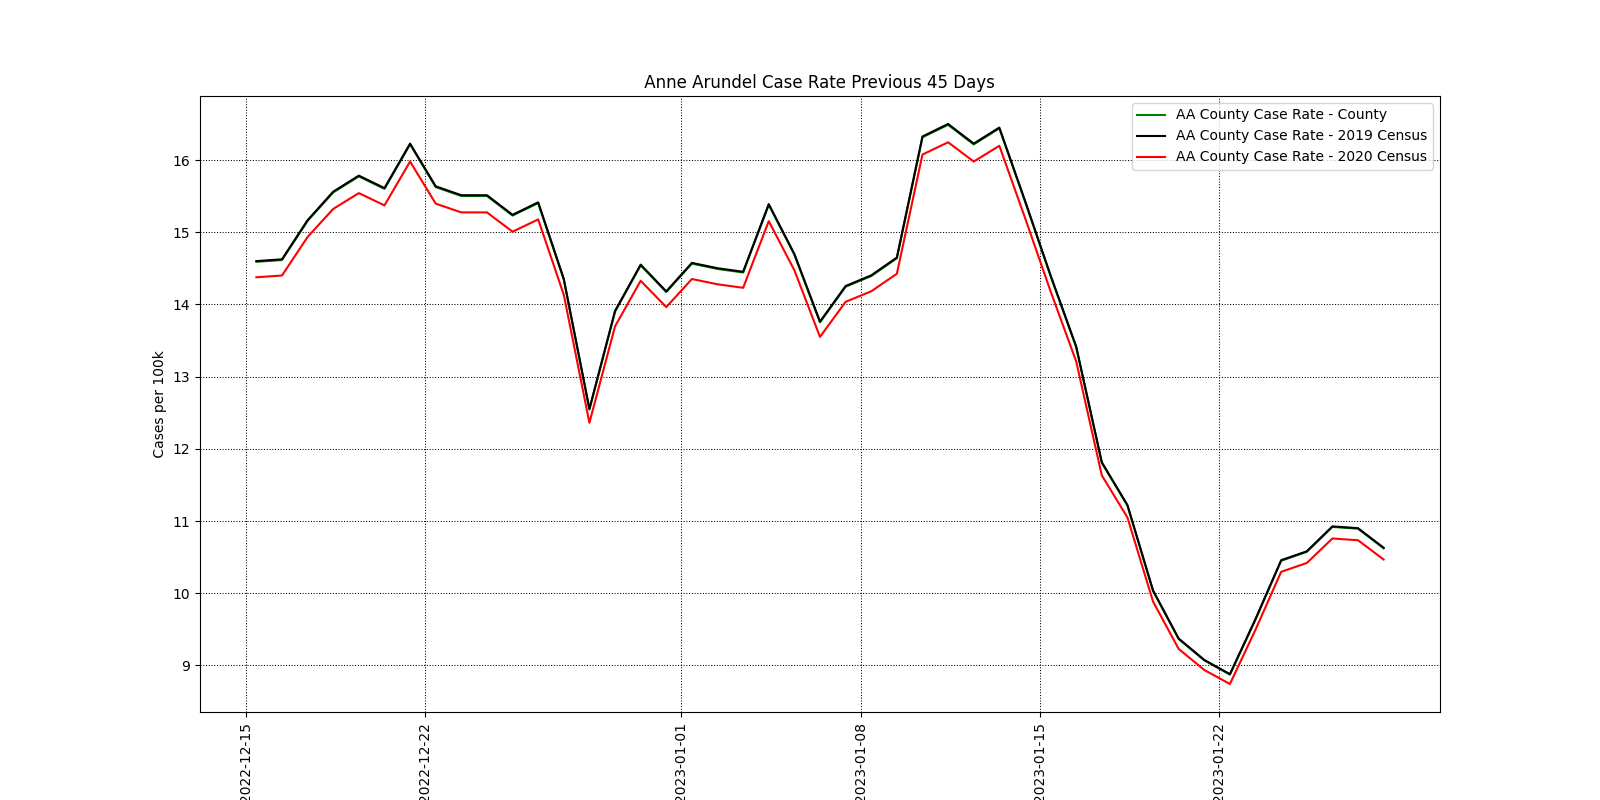 Anne Arundel Case Rate Previous 45 Days
AA County Case Rate - County
AA County Case Rate - 2019 Census
AA County Case Rate - 2020 Census
Cases per 100k
16
15
14
13
12
11
10
9
2022-12-15
2022-12-22
2023-01-01
2023-01-08
2023-01-15
2023-01-22